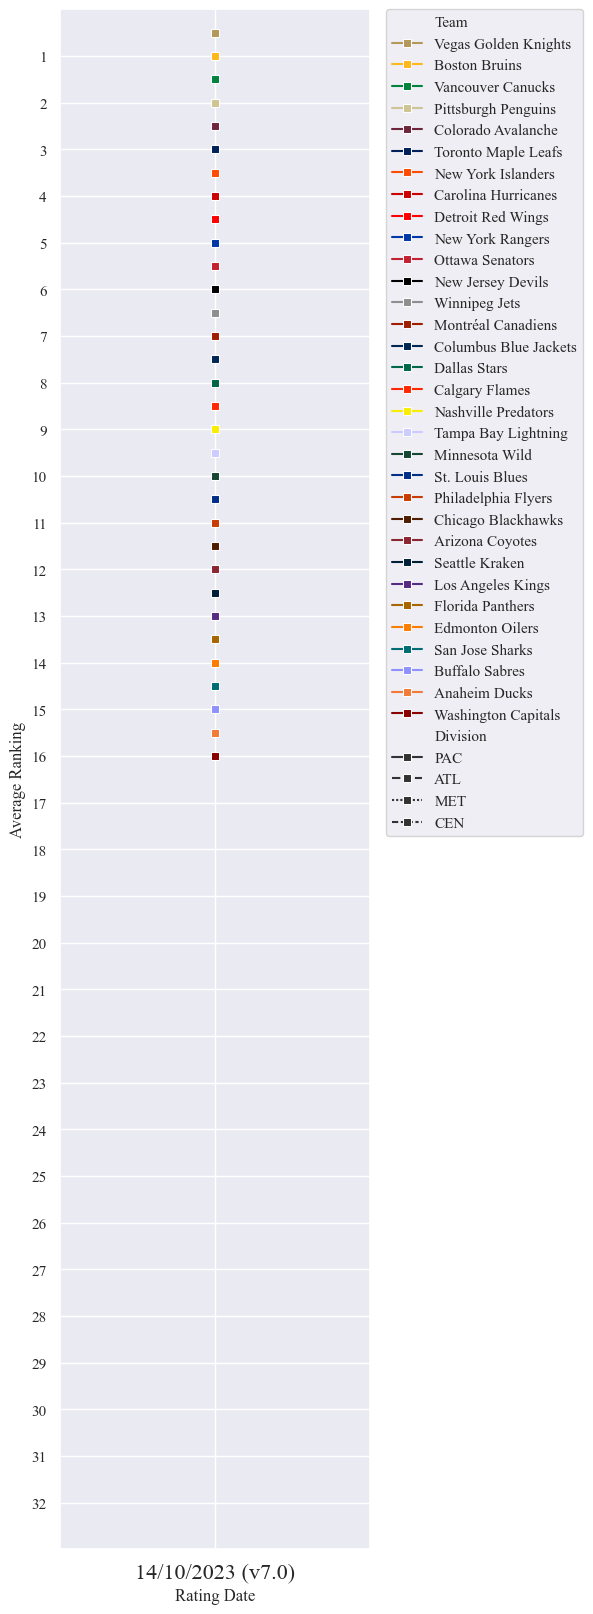 Team
Vegas Golden Knights
Boston Bruins
Vancouver Canucks
Pittsburgh Penguins
Colorado Avalanche
Toronto Maple Leafs
New York Islanders
Carolina Hurricanes
Detroit Red Wings
New York Rangers
Ottawa Senators
New Jersey Devils
Winnipeg Jets
Montréal Canadiens
Columbus Blue Jackets
Dallas Stars
Calgary Flames
Nashville Predators
Tampa Bay Lightning
Minnesota Wild
St. Louis Blues
Philadelphia Flyers
Chicago Blackhawks
Arizona Coyotes
Seattle Kraken
Los Angeles Kings
Florida Panthers
Edmonton Oilers
San Jose Sharks
Buffalo Sabres
Anaheim Ducks
Washington Capitals
Division
PAC
ATL
MET
CEN
Average Ranking
1
2
3
4
5
6
7
8
9
10
11
12
13
14
15
16
17
18
19
20
21
22
23
24
25
26
27
28
29
30
31
32
14/10/2023 (v7.0)
Rating Date